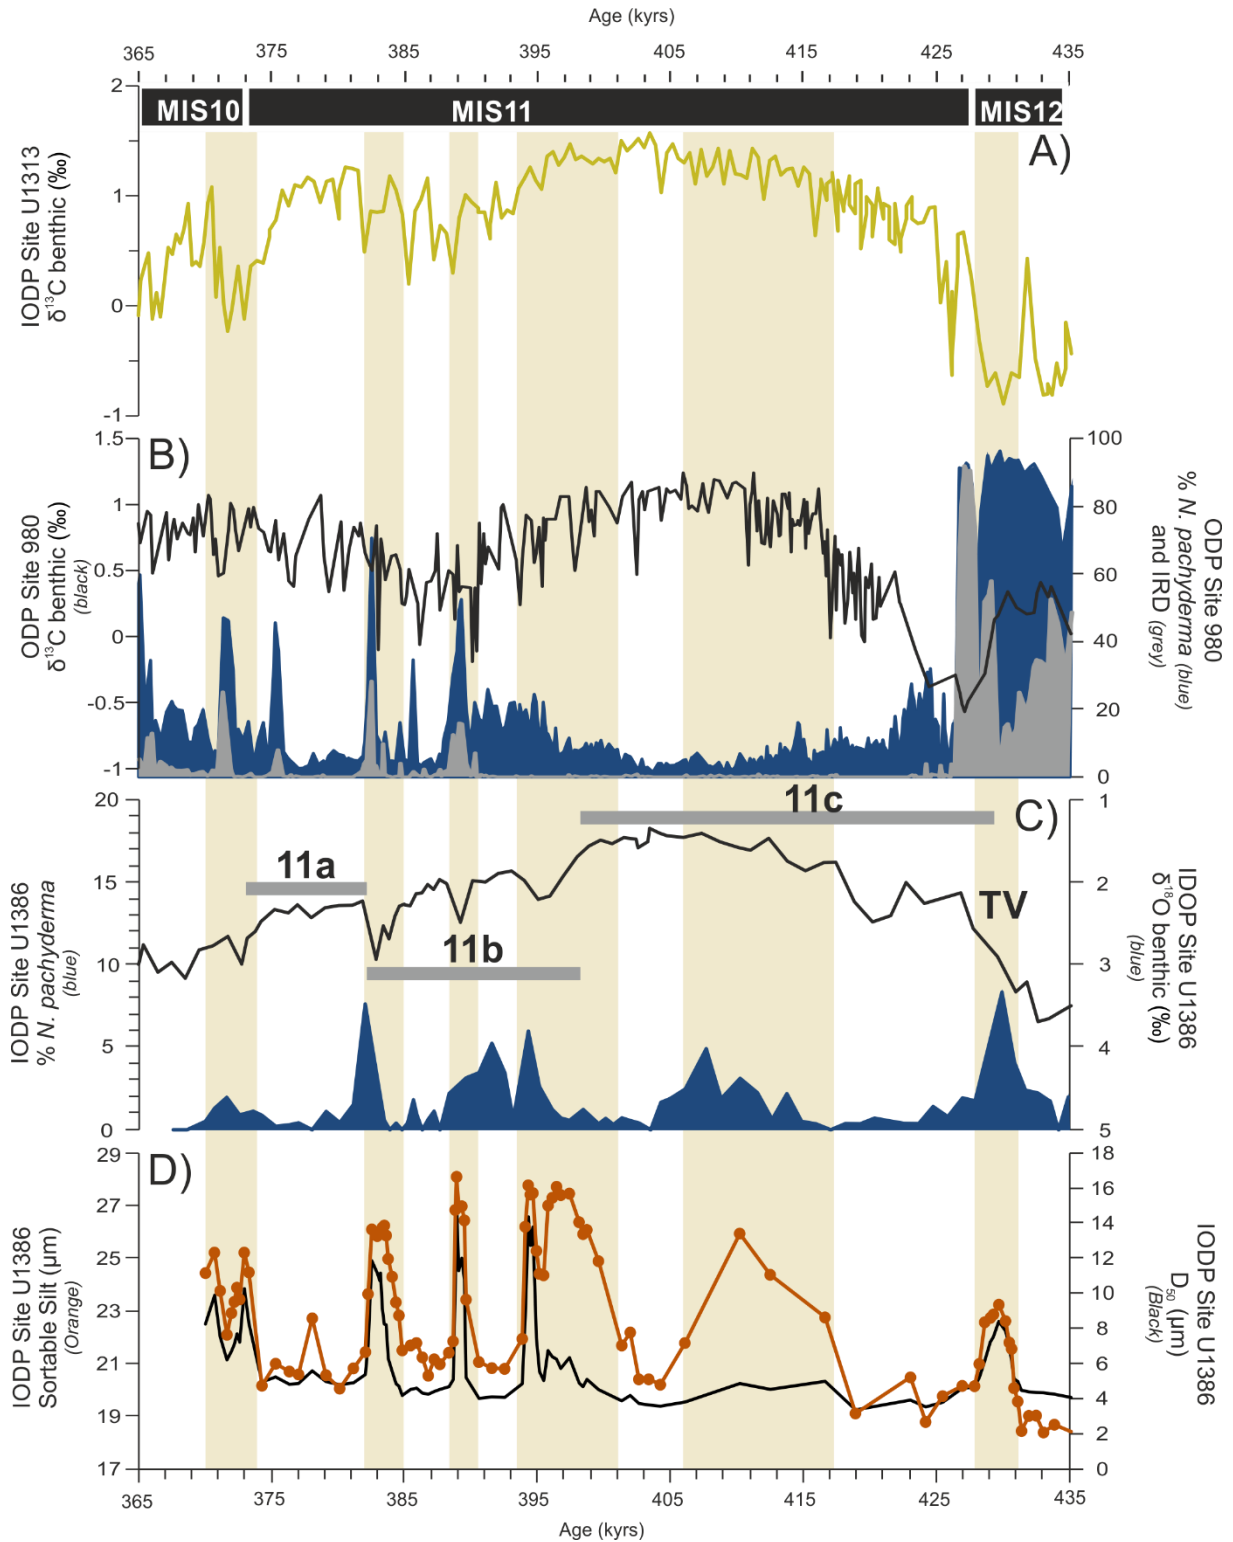 Age (kyrs)
365 375 385 395 405 415 425 435
MIS10 MIS11 MIS12
A)
IODP Site U1313
δ¹³C benthic (‰)
2
1
0
-1
B)
ODP Site 980
δ¹³C benthic (‰)
(black)
1.5
1
0.5
0
-0.5
-1
100
80
60
40
20
0
ODP Site 980
% N. pachyderma (blue)
and IRD (grey)
C)
11c
11a
11b
TV
IODP Site U1386
% N. pachyderma
(blue)
20
15
10
5
0
1
2
3
4
5
IDOP Site U1386
δ¹⁸O benthic (‰)
(blue)
D)
IODP Site U1386
Sortable Silt (μm)
(Orange)
29
27
25
23
21
19
17
18
16
14
12
10
8
6
4
2
0
IODP Site U1386
D₅₀ (μm)
(Black)
365 375 385 395 405 415 425 435
Age (kyrs)